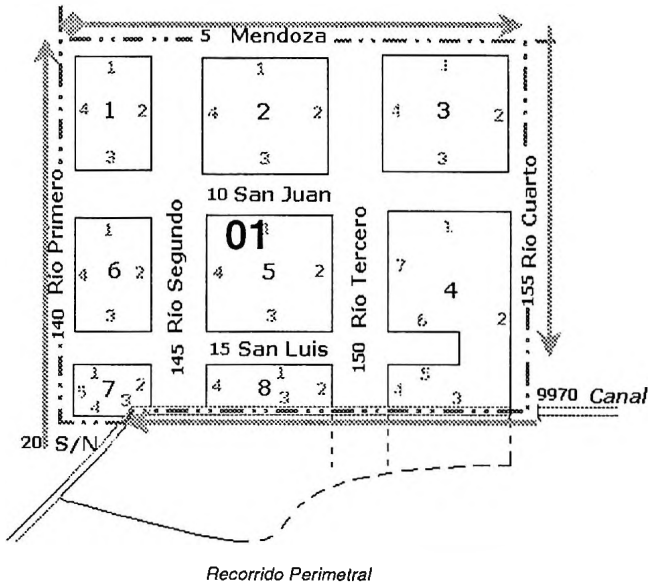 5 Mendoza
1 1 1
4 1 2 4 2 2 4 3 2
3 3 3
10 San Juan
140 Río Primero
145 Río Segundo
150 Río Tercero
155 Río Cuarto
01
1 1
4 6 2 4 5 2 7 4 2
3 3 6
15 San Luis
1 1 5
5 7 2 4 8 2 4
4 3 3 3
9970 Canal
20 S/N
Recorrido Perimetral